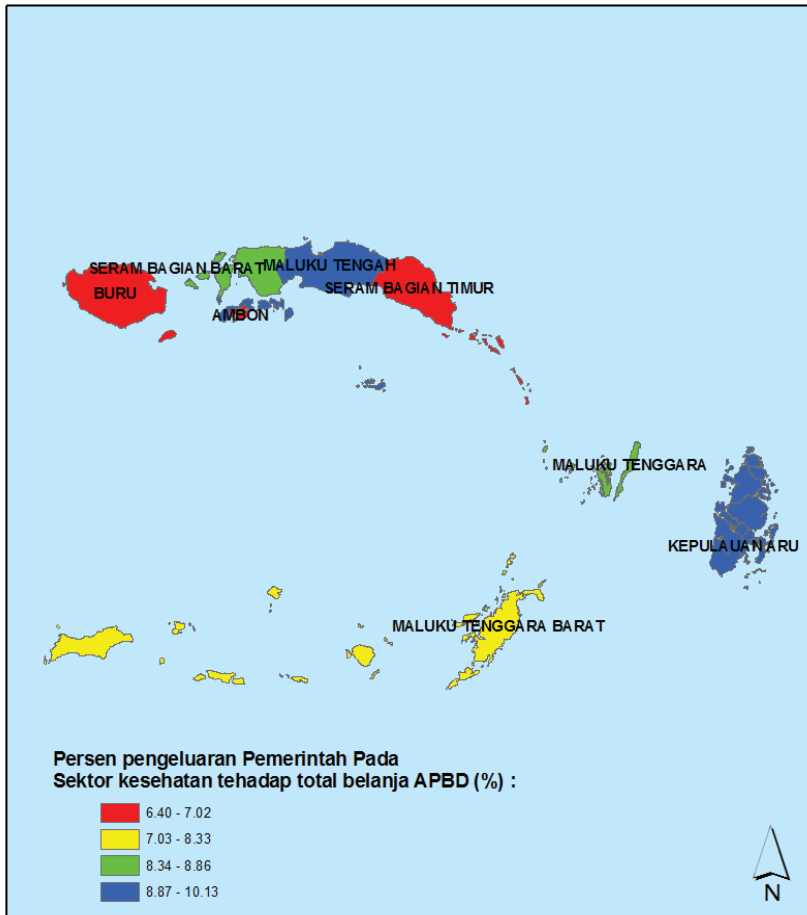 SERAM BAGIAN BARAT
MALUKU TENGAH
BURU
SERAM BAGIAN TIMUR
AMBON
MALUKU TENGGARA
KEPULAUAN ARU
MALUKU TENGGARA BARAT
Persen pengeluaran Pemerintah Pada
Sektor kesehatan tehadap total belanja APBD (%) :
6.40 - 7.02
7.03 - 8.33
8.34 - 8.86
8.87 - 10.13
N